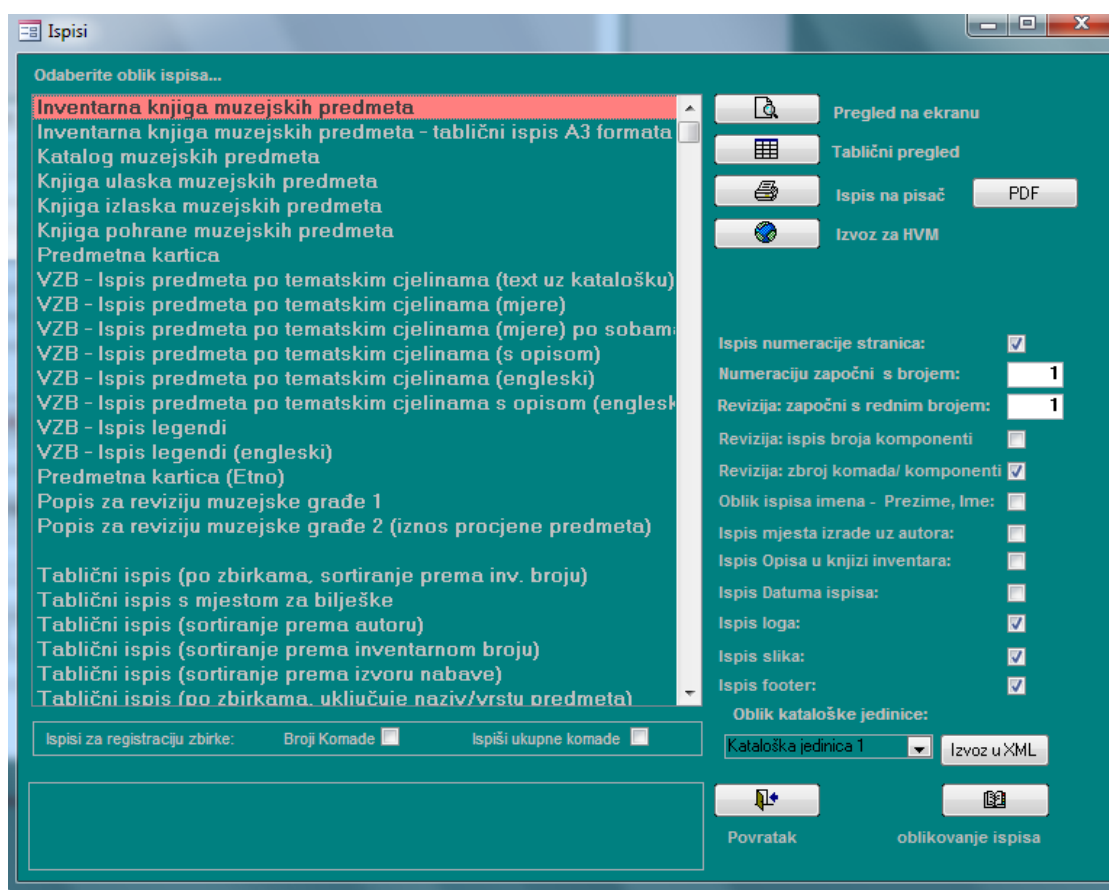 Ispisi
Odaberite oblik ispisa...
Inventarna knjiga muzejskih predmeta
Inventarna knjiga muzejskih predmeta - tablični ispis A3 formata
Katalog muzejskih predmeta
Knjiga ulaska muzejskih predmeta
Knjiga izlaska muzejskih predmeta
Knjiga pohrane muzejskih predmeta
Predmetna kartica
VZB - Ispis predmeta po tematskim cjelinama (text uz katalošku)
VZB - Ispis predmeta po tematskim cjelinama (mjere)
VZB - Ispis predmeta po tematskim cjelinama (mjere) po sobama
VZB - Ispis predmeta po tematskim cjelinama (s opisom)
VZB - Ispis predmeta po tematskim cjelinama (engleski)
VZB - Ispis predmeta po tematskim cjelinama s opisom (englesk
VZB - Ispis legendi
VZB - Ispis legendi (engleski)
Predmetna kartica (Etno)
Popis za reviziju muzejske građe 1
Popis za reviziju muzejske građe 2 (iznos procjene predmeta)
Tablični ispis (po zbirkama, sortiranje prema inv. broju)
Tablični ispis s mjestom za bilješke
Tablični ispis (sortiranje prema autoru)
Tablični ispis (sortiranje prema inventarnom broju)
Tablični ispis (sortiranje prema izvoru nabave)
Tablični ispis (po zbirkama, uključuje naziv/vrstu predmeta)
Ispisi za registraciju zbirke: Broji Komade Ispiši ukupne komade
Pregled na ekranu
Tablični pregled
Ispis na pisač PDF
Izvoz za HVM
Ispis numeracije stranica:
Numeraciju započni s brojem: 1
Revizija: započni s rednim brojem: 1
Revizija: ispis broja komponenti
Revizija: zbroj komada/ komponenti
Oblik ispisa imena - Prezime, Ime:
Ispis mjesta izrade uz autora:
Ispis Opisa u knjizi inventara:
Ispis Datuma ispisa:
Ispis loga:
Ispis slika:
Ispis footer:
Oblik kataloške jedinice:
Kataloška jedinica 1 Izvoz u XML
Povratak oblikovanje ispisa